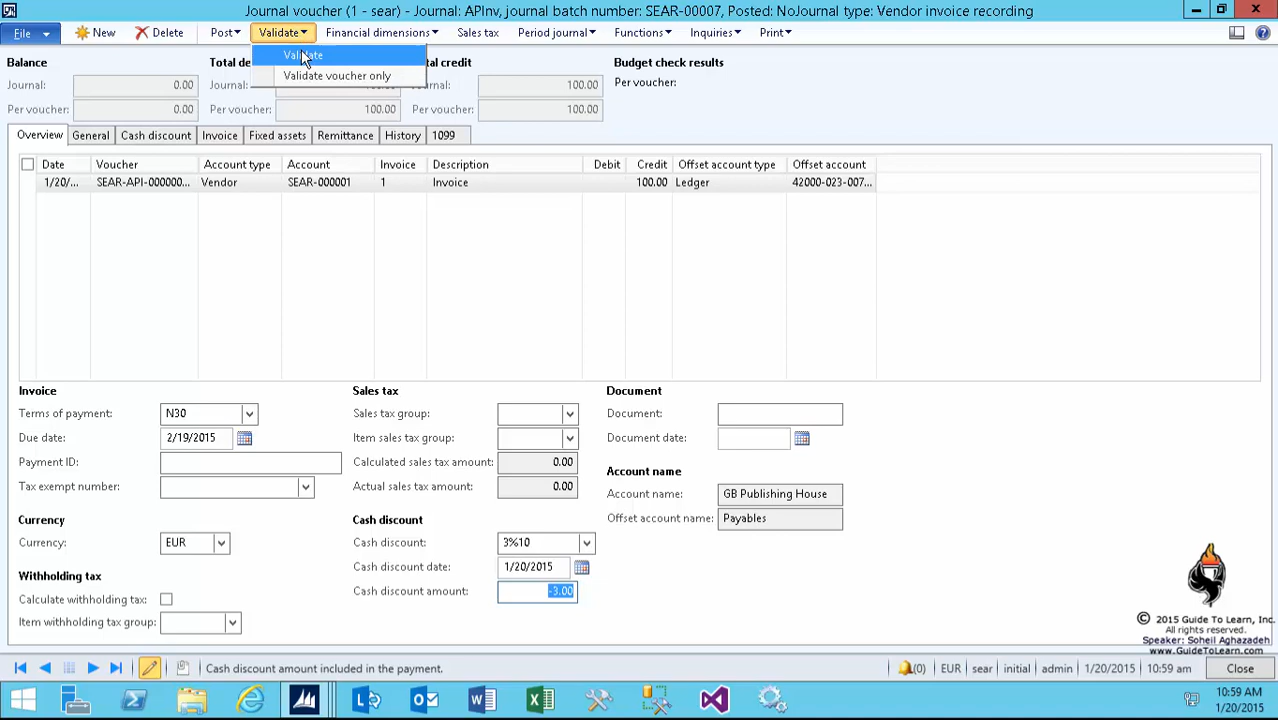 Journal voucher (1 - sear) - Journal: APInv, journal batch number: SEAR-00007, Posted: NoJournal type: Vendor invoice recording
File New Delete Post Validate Financial dimensions Sales tax Period journal Functions Inquiries Print
Validate
Validate voucher only
Balance Total de tal credit Budget check results
Journal: 0.00 Journal: 100.00 Journal: 100.00 Per voucher:
Per voucher: 0.00 Per voucher: 100.00 Per voucher: 100.00
Overview General Cash discount Invoice Fixed assets Remittance History 1099
Date Voucher Account type Account Invoice Description Debit Credit Offset account type Offset account
1/20/... SEAR-API-000000... Vendor SEAR-000001 1 Invoice 100.00 Ledger 42000-023-007...
Invoice Sales tax Document
Terms of payment: N30 Sales tax group: Document:
Due date: 2/19/2015 Item sales tax group: Document date:
Payment ID: Calculated sales tax amount: 0.00
Account name
Tax exempt number: Actual sales tax amount: 0.00 Account name: GB Publishing House
Currency Cash discount Offset account name: Payables
Currency: EUR Cash discount: 3%10
Cash discount date: 1/20/2015
Withholding tax
Calculate withholding tax: Cash discount amount: -3.00
Item withholding tax group:
© 2015 Guide To Learn, Inc.
All rights reserved.
Speaker: Soheil Aghazadeh
www.GuideToLearn.com
Cash discount amount included in the payment. (0) EUR sear initial admin 1/20/2015 10:59 am Close
10:59 AM
1/20/2015